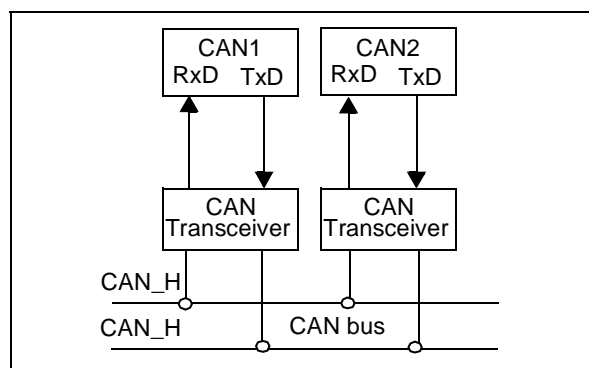 CAN1 CAN2
RxD TxD RxD TxD
CAN CAN
Transceiver Transceiver
CAN_H
CAN_H CAN bus